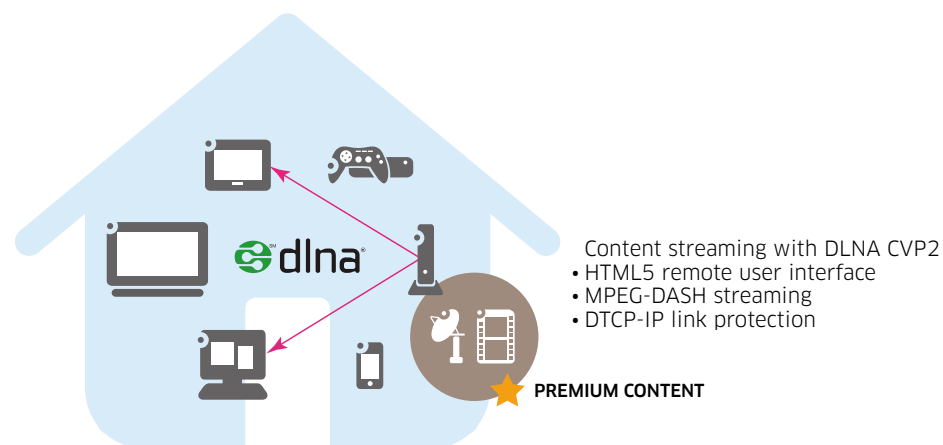 SM
dlna®
Content streaming with DLNA CVP2
• HTML5 remote user interface
• MPEG-DASH streaming
• DTCP-IP link protection
PREMIUM CONTENT